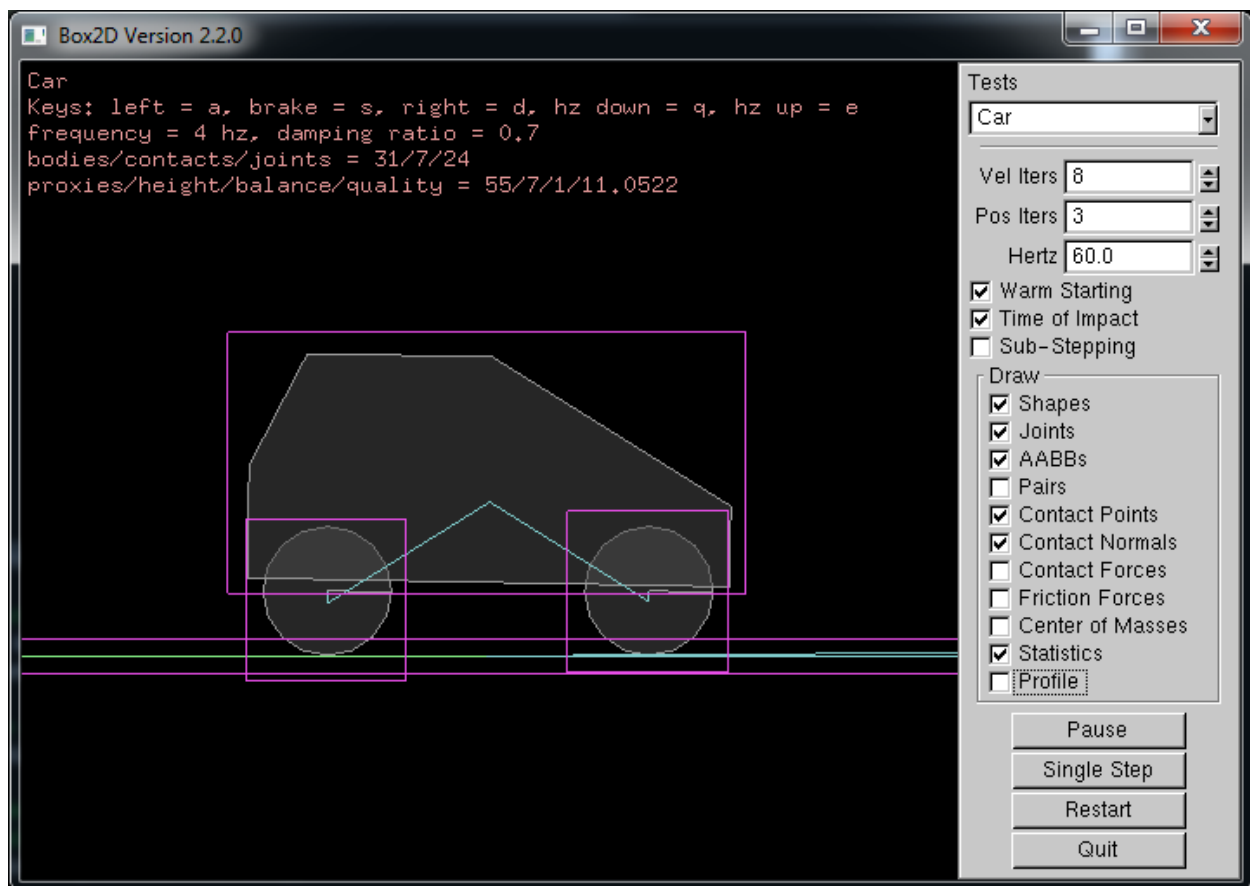 Box2D Version 2.2.0
Car
Keys: left = a, brake = s, right = d, hz down = q, hz up = e
frequency = 4 hz, damping ratio = 0.7
bodies/contacts/joints = 31/7/24
proxies/height/balance/quality = 55/7/1/11.0522
Tests
Car
Vel Iters 8
Pos Iters 3
Hertz 60.0
Warm Starting
Time of Impact
Sub-Stepping
Draw
Shapes
Joints
AABBs
Pairs
Contact Points
Contact Normals
Contact Forces
Friction Forces
Center of Masses
Statistics
Profile
Pause
Single Step
Restart
Quit